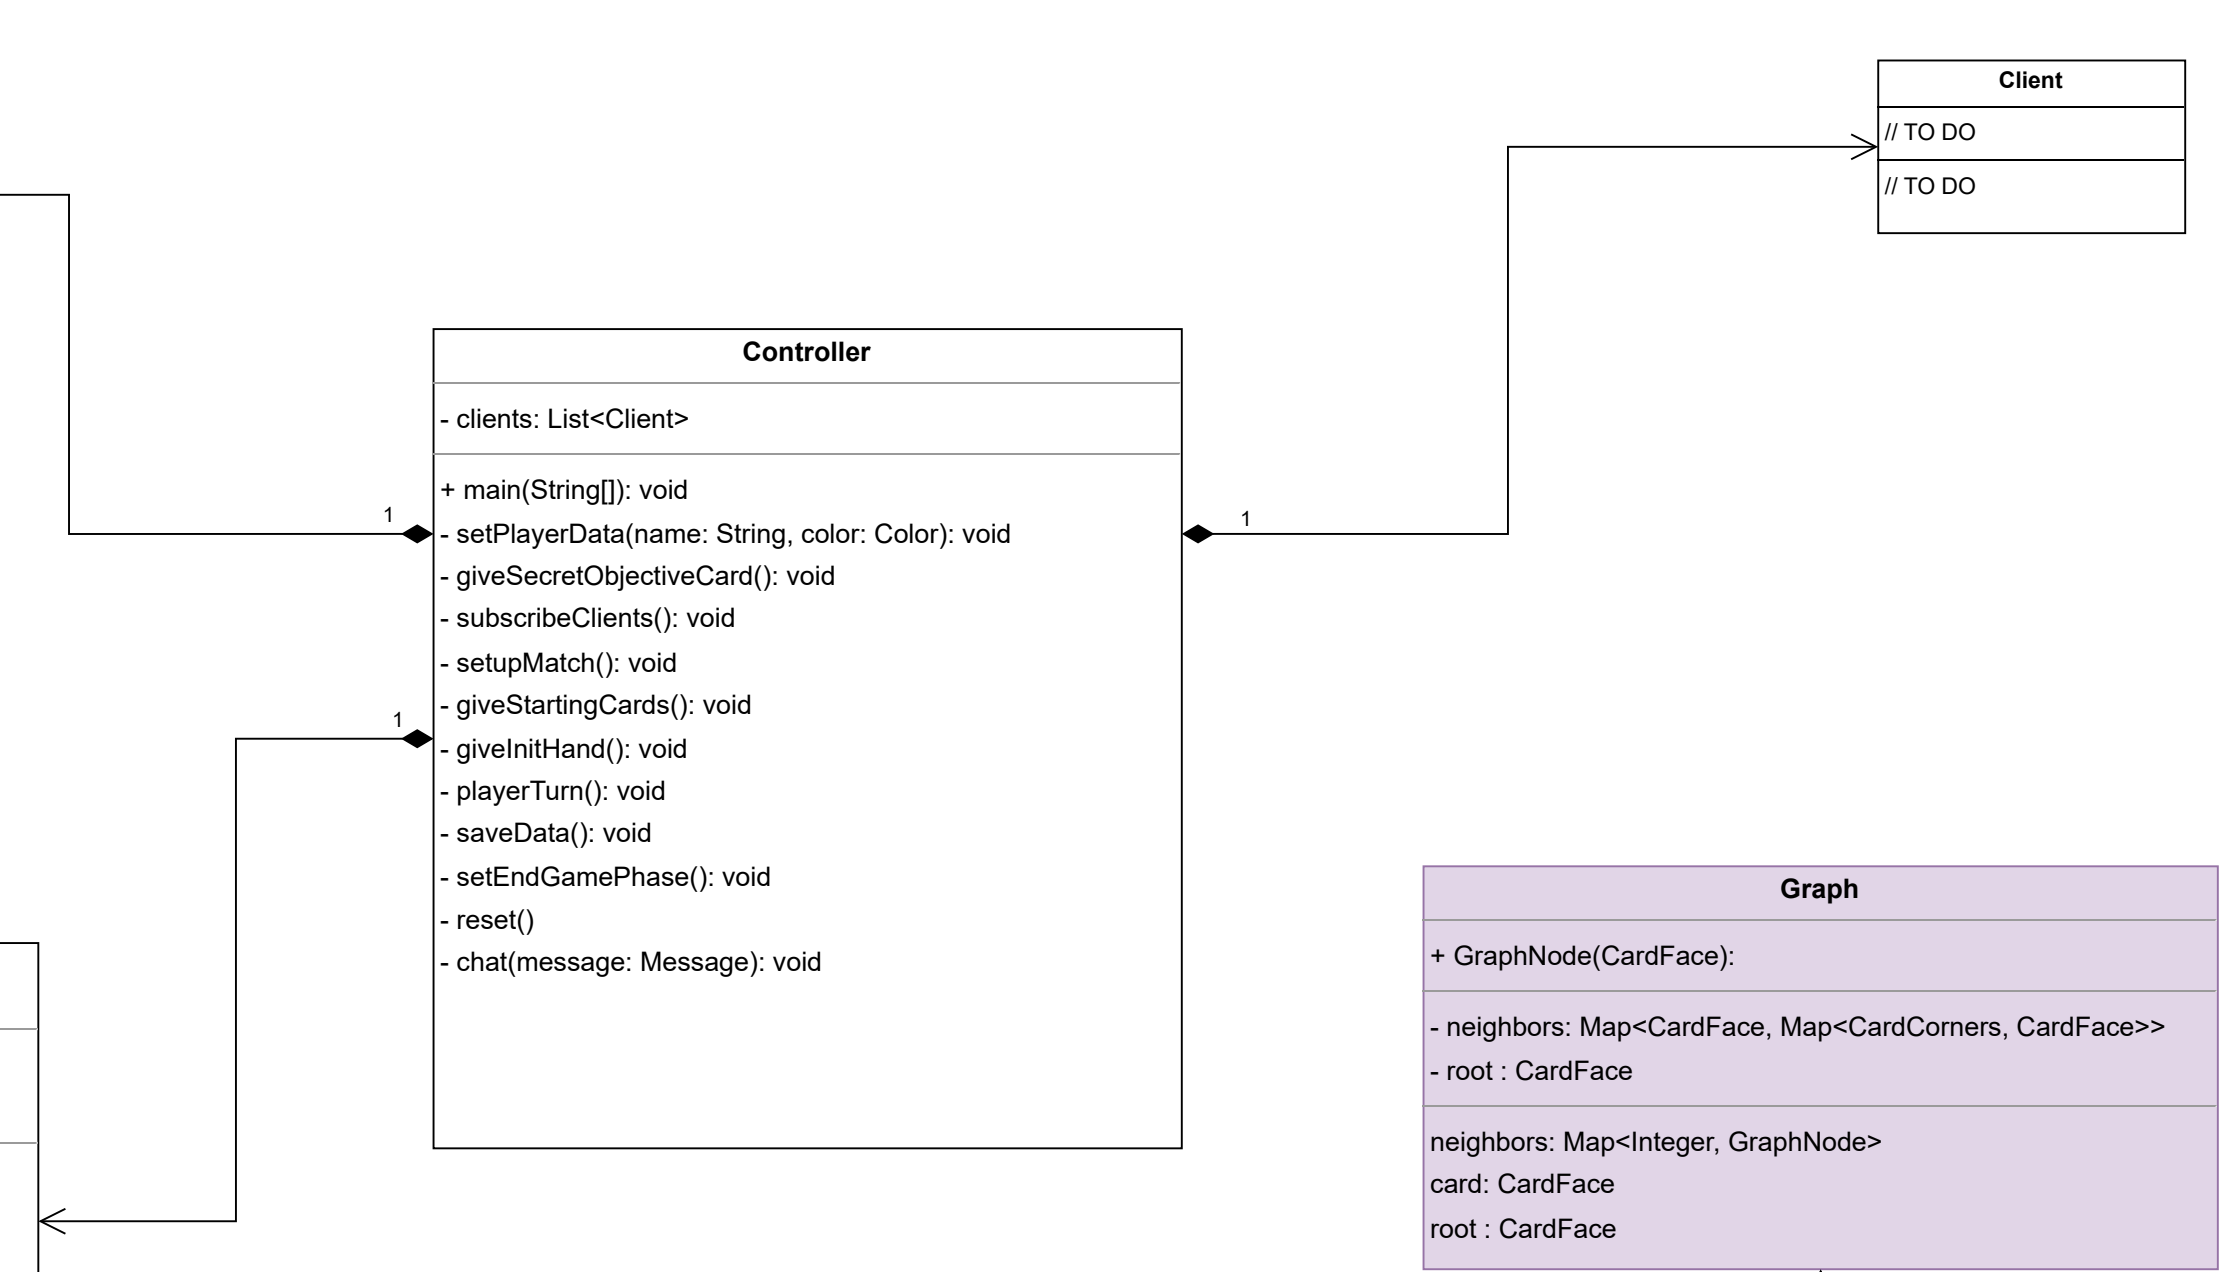 Client
// TO DO
// TO DO
Controller
- clients: List<Client>
+ main(String[]): void
1
- setPlayerData(name: String, color: Color): void
1
- giveSecretObjectiveCard(): void
- subscribeClients(): void
- setupMatch(): void
- giveStartingCards(): void
1
- giveInitHand(): void
- playerTurn(): void
- saveData(): void
- setEndGamePhase(): void
- reset()
- chat(message: Message): void
Graph
+ GraphNode(CardFace):
- neighbors: Map<CardFace, Map<CardCorners, CardFace>>
- root : CardFace
neighbors: Map<Integer, GraphNode>
card: CardFace
root : CardFace